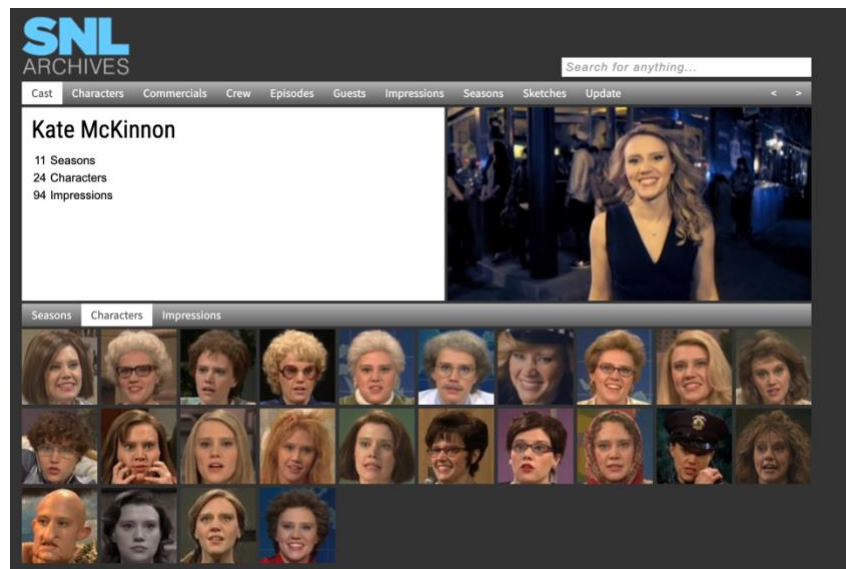 SNL
ARCHIVES
Search for anything...
Cast Characters Commercials Crew Episodes Guests Impressions Seasons Sketches Update < >
Kate McKinnon
11 Seasons
24 Characters
94 Impressions
Seasons Characters Impressions